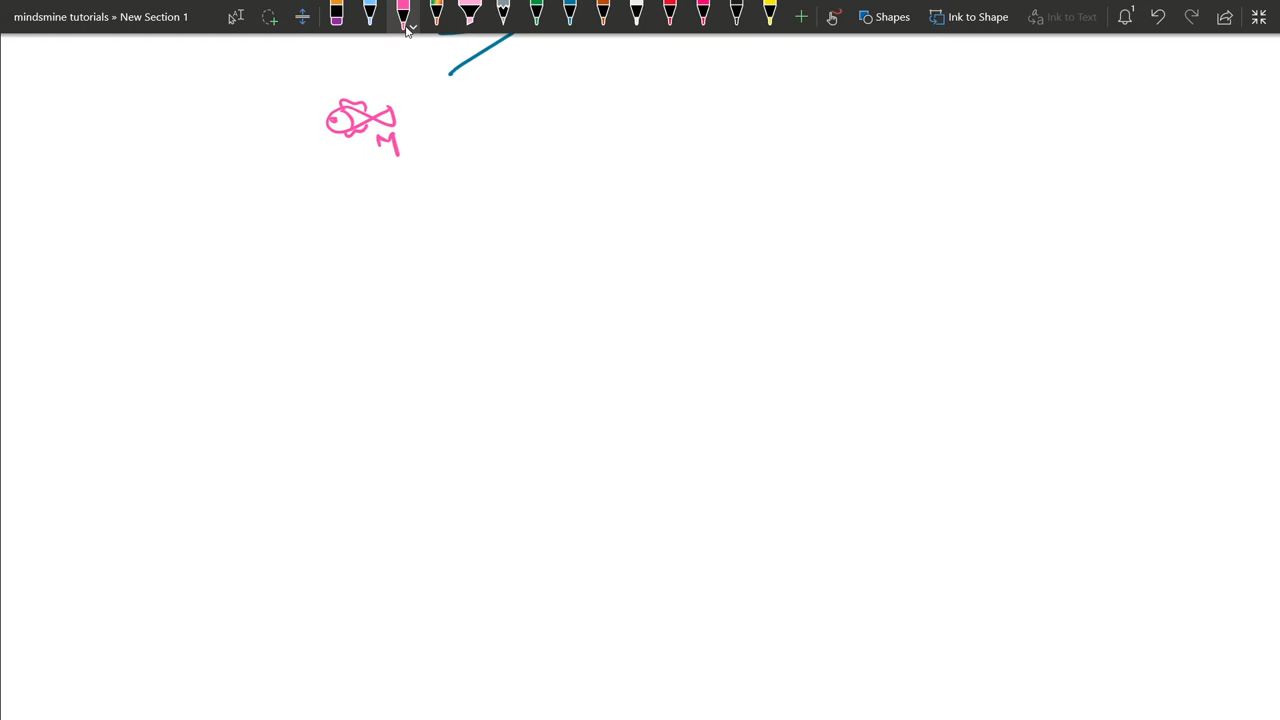 mindsmine tutorials » New Section 1 Shapes Ink to Shape Ink to Text 1
M